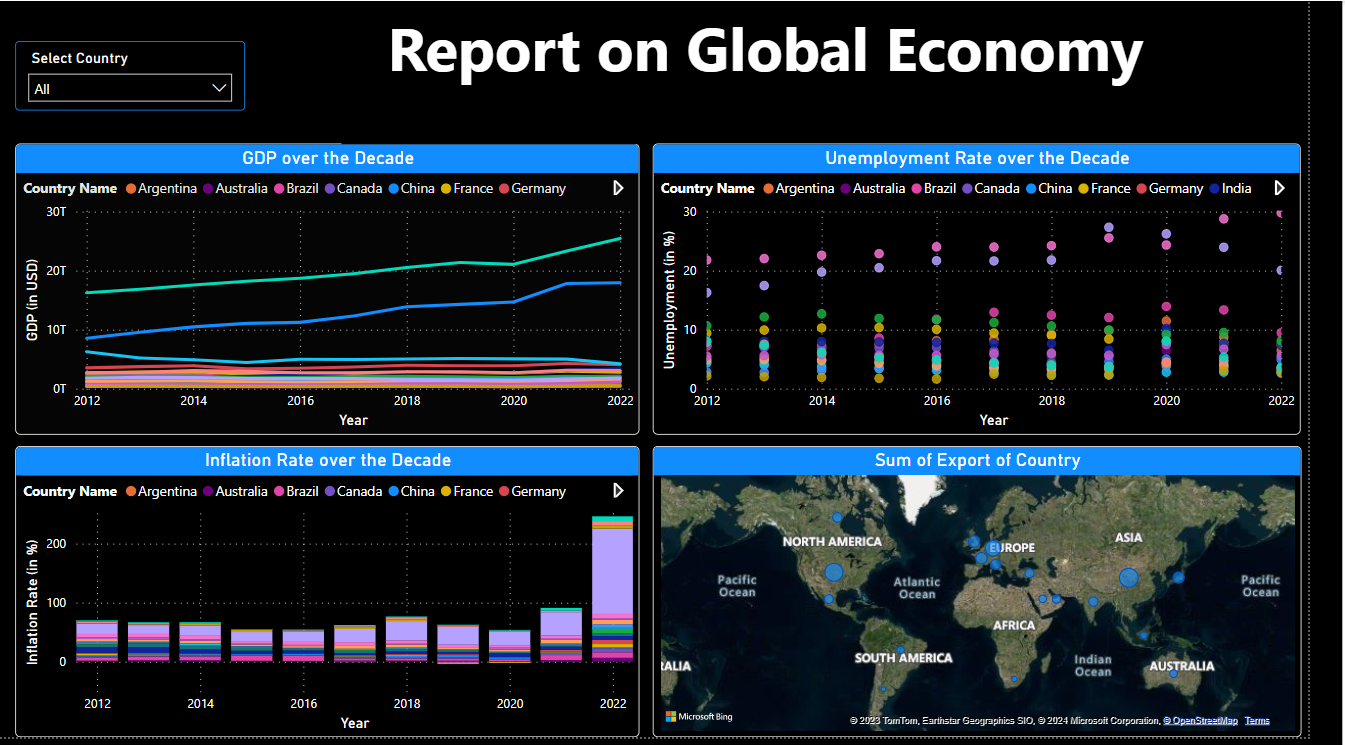 Report on Global Economy
Select Country
All
GDP over the Decade
Country Name Argentina Australia Brazil Canada China France Germany
30T
20T
10T
0T
GDP (in USD)
2012 2014 2016 2018 2020 2022
Year
Unemployment Rate over the Decade
Country Name Argentina Australia Brazil Canada China France Germany India
30
20
10
0
Unemployment (in %)
2012 2014 2016 2018 2020 2022
Year
Inflation Rate over the Decade
Country Name Argentina Australia Brazil Canada China France Germany
200
100
0
Inflation Rate (in %)
2012 2014 2016 2018 2020 2022
Year
Sum of Export of Country
NORTH AMERICA
EUROPE
ASIA
Pacific
Ocean
Atlantic
Ocean
Pacific
Ocean
AFRICA
SOUTH AMERICA
Indian
Ocean
RALIA
AUSTRALIA
Microsoft Bing
© 2023 TomTom, Earthstar Geographics SIO, © 2024 Microsoft Corporation, © OpenStreetMap Terms